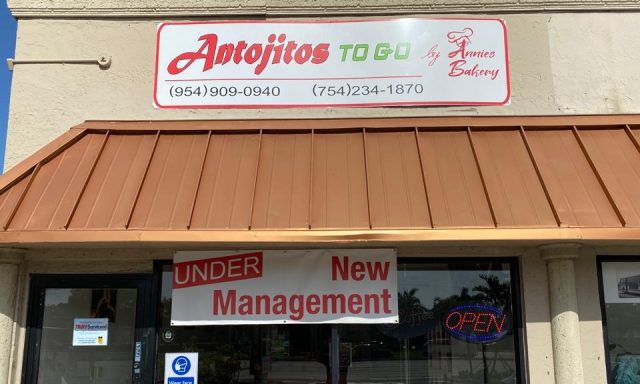 Antojitos TO GO by Annies Bakery
(954) 909-0940 (754) 234-1870
UNDER New
Management
OPEN